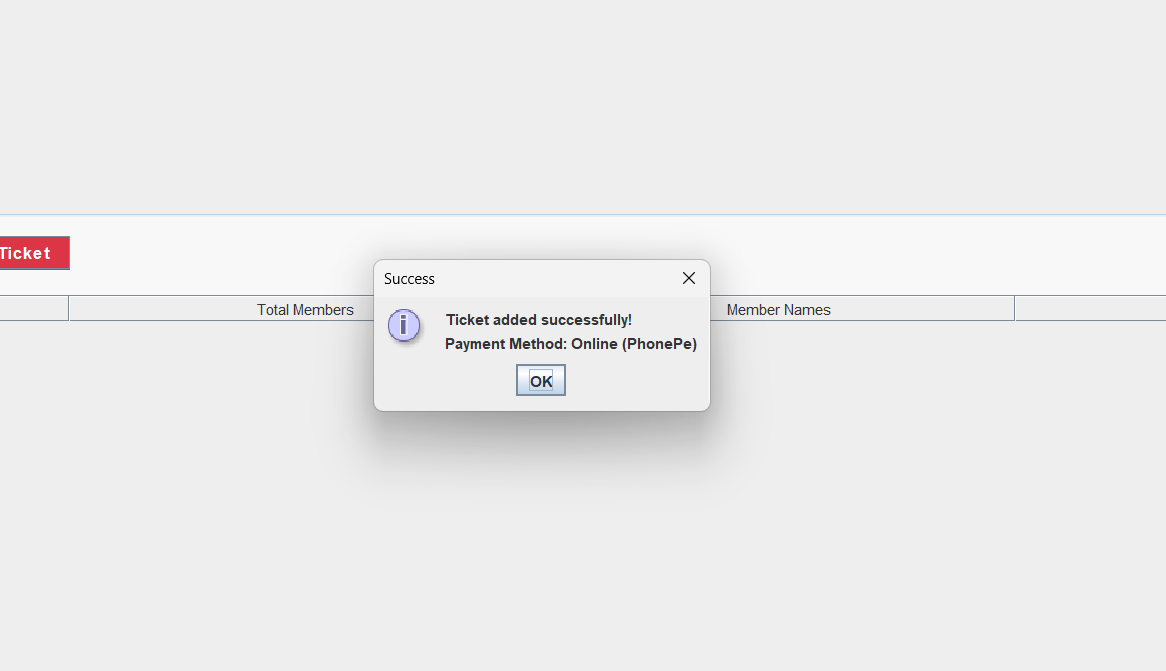 Ticket
Success
Total Members
Member Names
Ticket added successfully!
Payment Method: Online (PhonePe)
OK